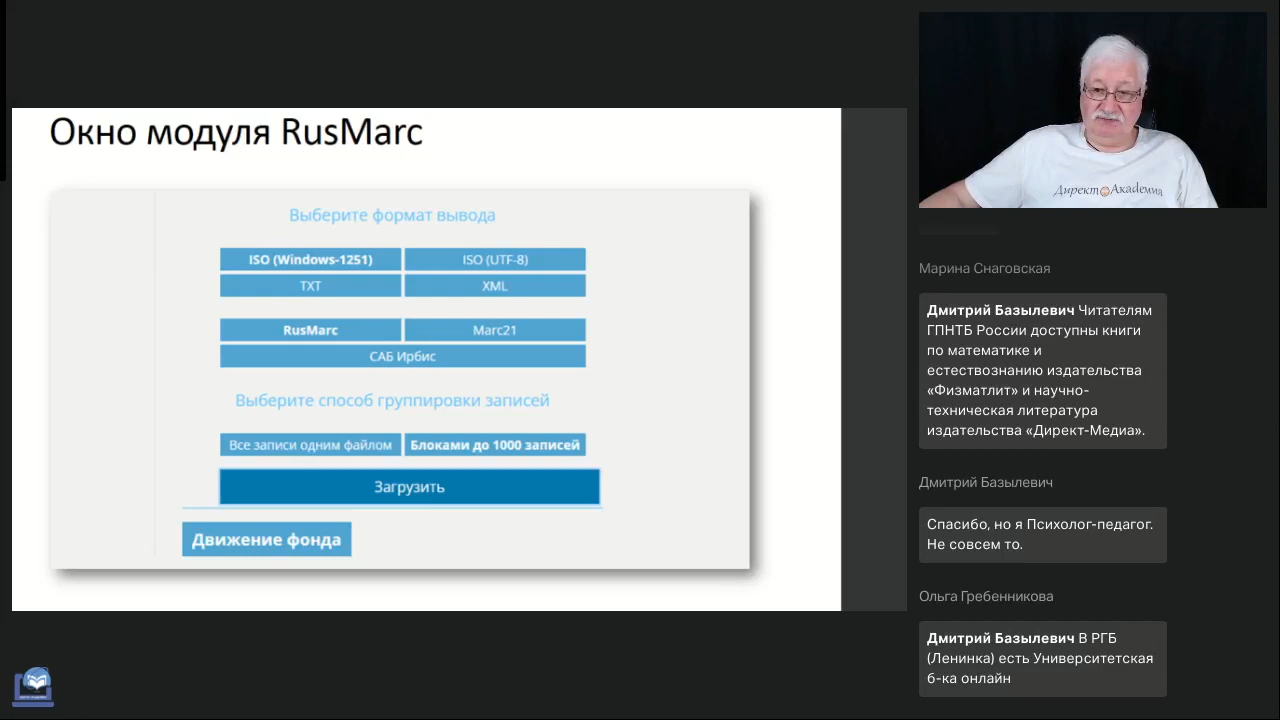 Окно модуля RusMarc
Выберите формат вывода
ISO (Windows-1251)
ISO (UTF-8)
TXT
XML
RusMarc
Marc21
САБ Ирбис
Выберите способ группировки записей
Все записи одним файлом
Блоками до 1000 записей
Загрузить
Движение фонда
Директ Академия
Марина Снаговская
Дмитрий Базылевич Читателям
ГПНТБ России доступны книги
по математике и
естествознанию издательства
«Физматлит» и научно-
техническая литература
издательства «Директ-Медиа».
Дмитрий Базылевич
Спасибо, но я Психолог-педагог.
Не совсем то.
Ольга Гребенникова
Дмитрий Базылевич В РГБ
(Ленинка) есть Университетская
б-ка онлайн